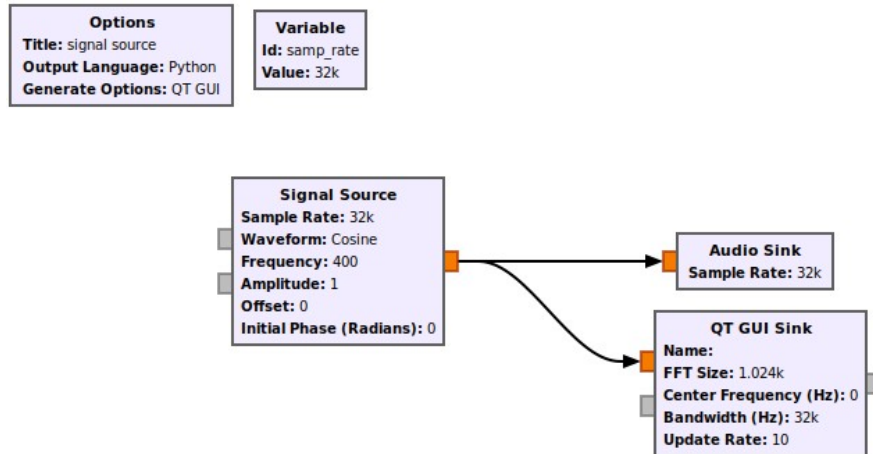 Options
Title: signal source
Output Language: Python
Generate Options: QT GUI
Variable
Id: samp_rate
Value: 32k
Signal Source
Sample Rate: 32k
Waveform: Cosine
Frequency: 400
Amplitude: 1
Offset: 0
Initial Phase (Radians): 0
Audio Sink
Sample Rate: 32k
QT GUI Sink
Name:
FFT Size: 1.024k
Center Frequency (Hz): 0
Bandwidth (Hz): 32k
Update Rate: 10